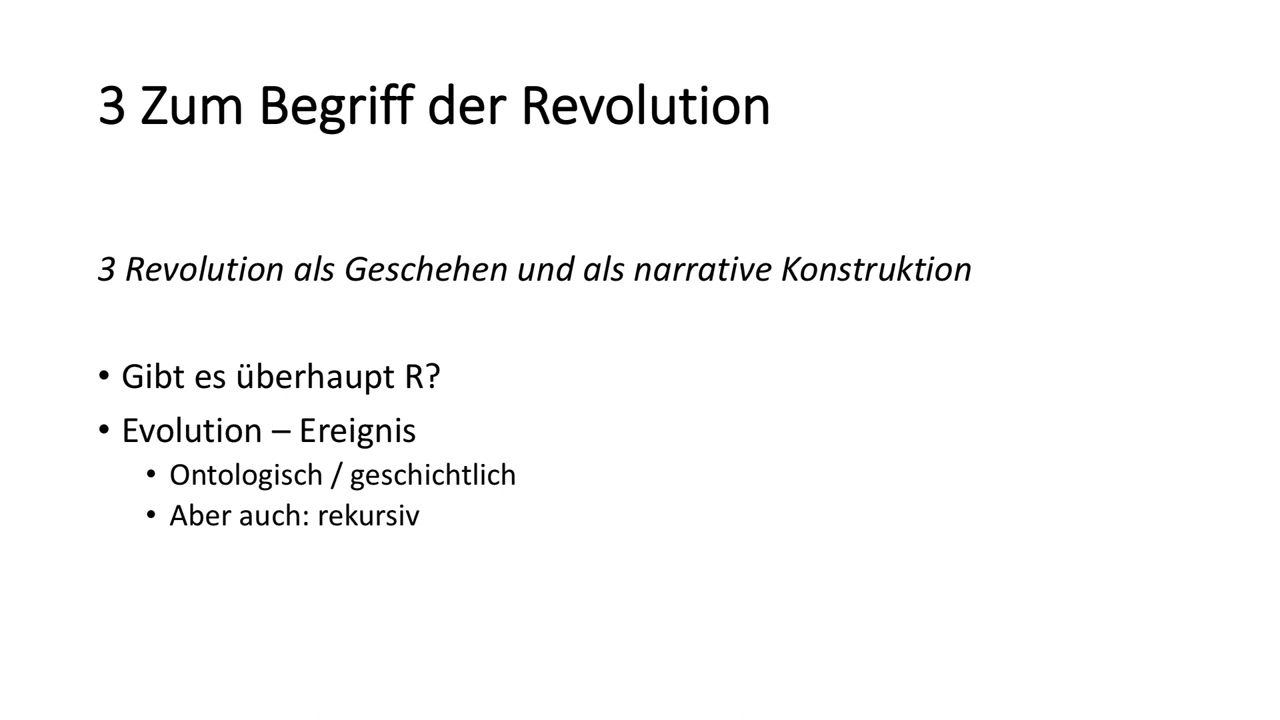 3 Zum Begriff der Revolution
3 Revolution als Geschehen und als narrative Konstruktion
• Gibt es überhaupt R?
• Evolution – Ereignis
• Ontologisch / geschichtlich
• Aber auch: rekursiv